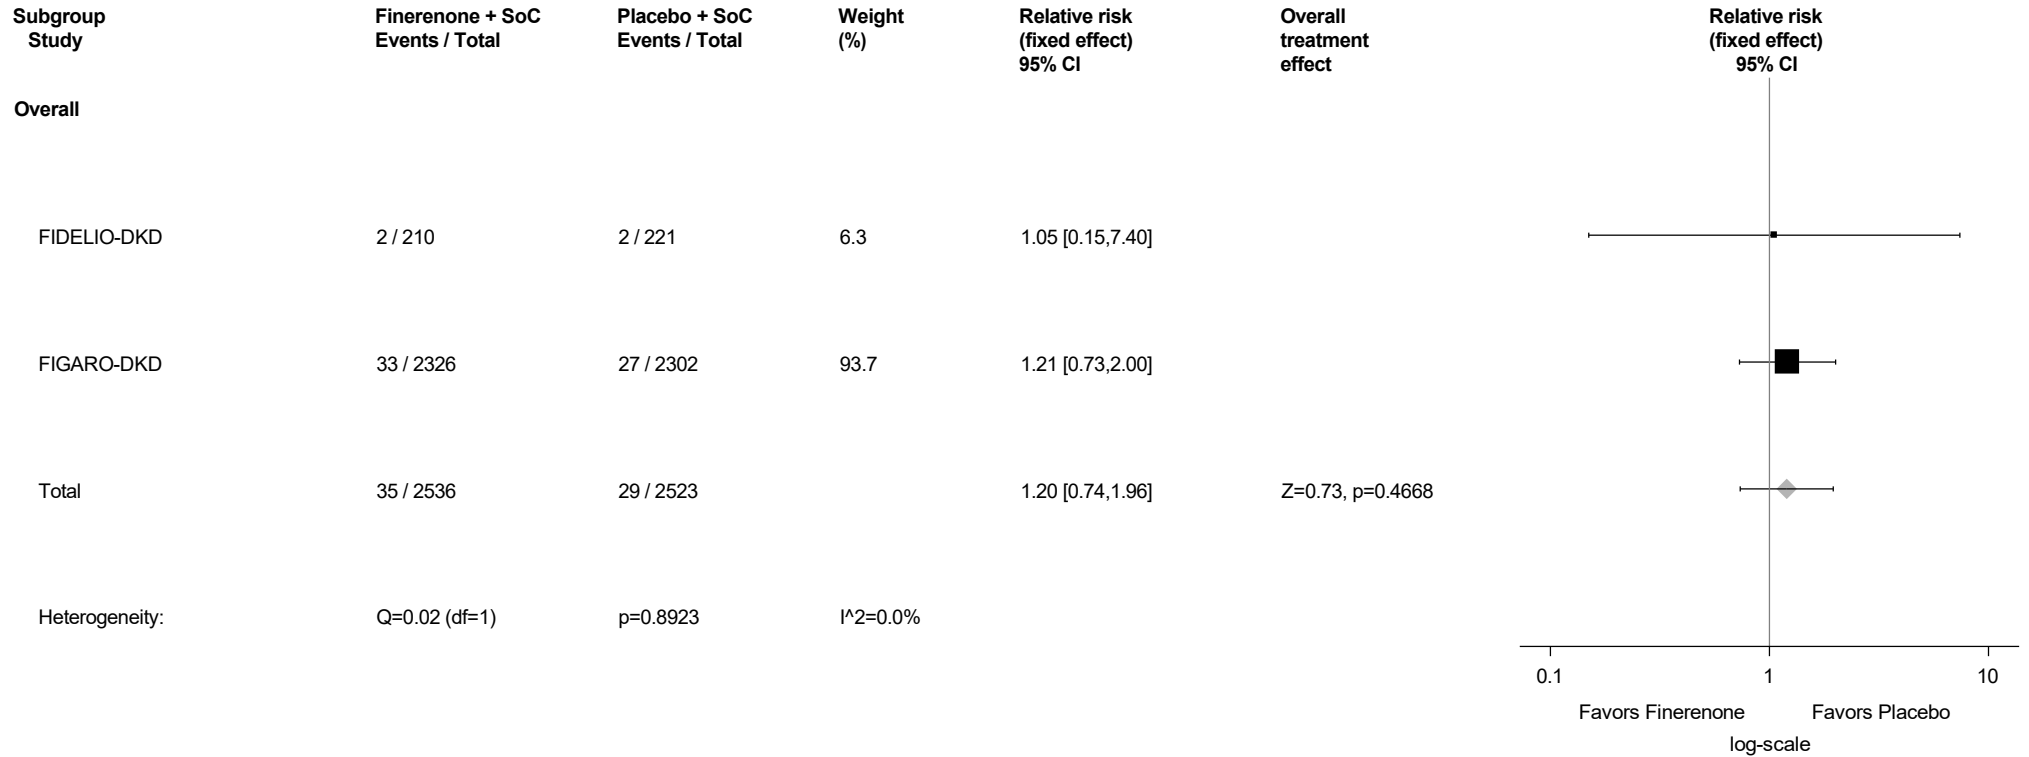 Subgroup Finerenone + SoC Placebo + SoC Weight Relative risk Overall Relative risk
Study Events / Total Events / Total (%) (fixed effect) treatment (fixed effect)
95% CI effect 95% CI
Overall
FIDELIO-DKD 2 / 210 2 / 221 6.3 1.05 [0.15,7.40]
FIGARO-DKD 33 / 2326 27 / 2302 93.7 1.21 [0.73,2.00]
Total 35 / 2536 29 / 2523 1.20 [0.74,1.96] Z=0.73, p=0.4668
Heterogeneity: Q=0.02 (df=1) p=0.8923 I^2=0.0%
0.1 1 10
Favors Finerenone Favors Placebo
log-scale